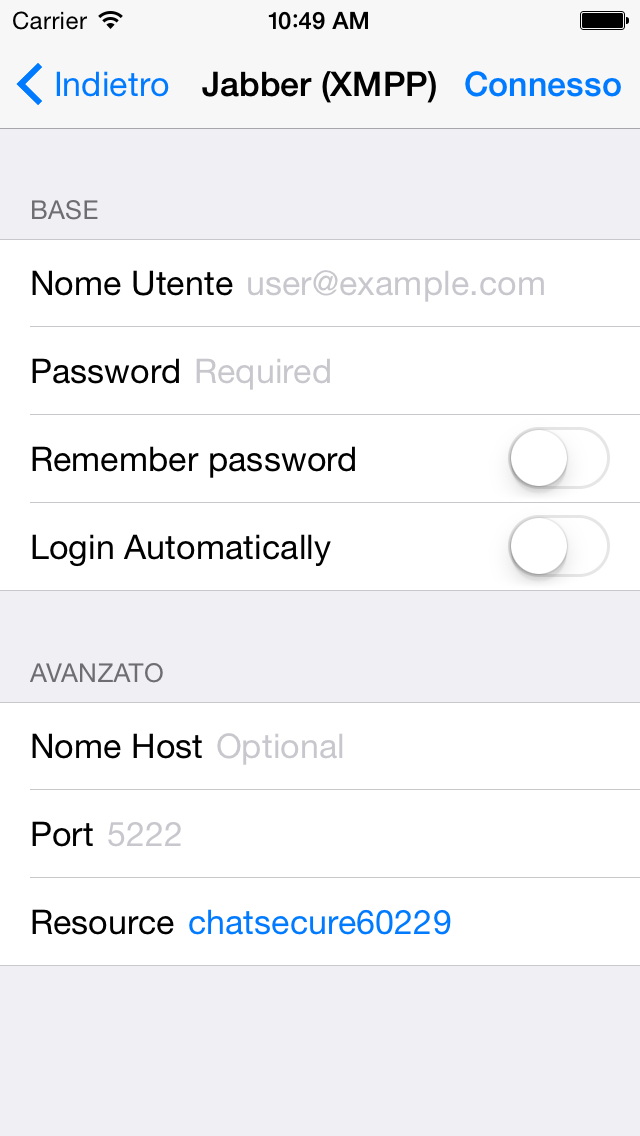 Carrier 10:49 AM
Indietro Jabber (XMPP) Connesso
BASE
Nome Utente user@example.com
Password Required
Remember password
Login Automatically
AVANZATO
Nome Host Optional
Port 5222
Resource chatsecure60229